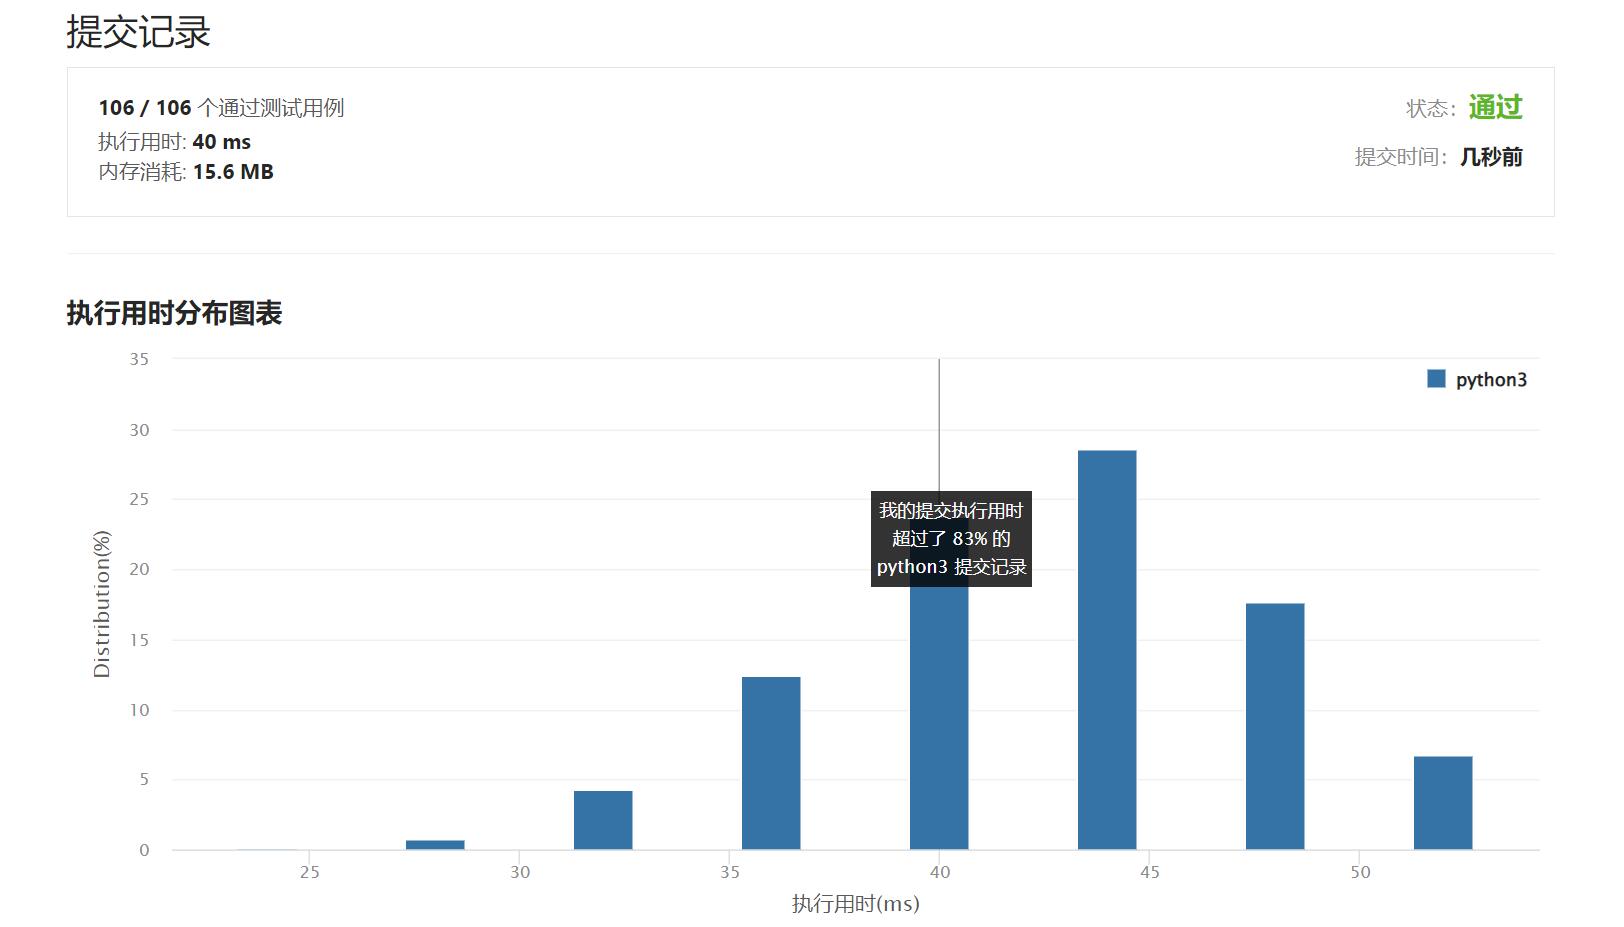 提交记录
106 / 106 个通过测试用例
状态：通过
执行用时: 40 ms
提交时间：几秒前
内存消耗: 15.6 MB
执行用时分布图表
35
python3
30
25
我的提交执行用时
超过了 83% 的
python3 提交记录
Distribution(%)
20
15
10
5
0
25
30
35
40
45
50
执行用时(ms)